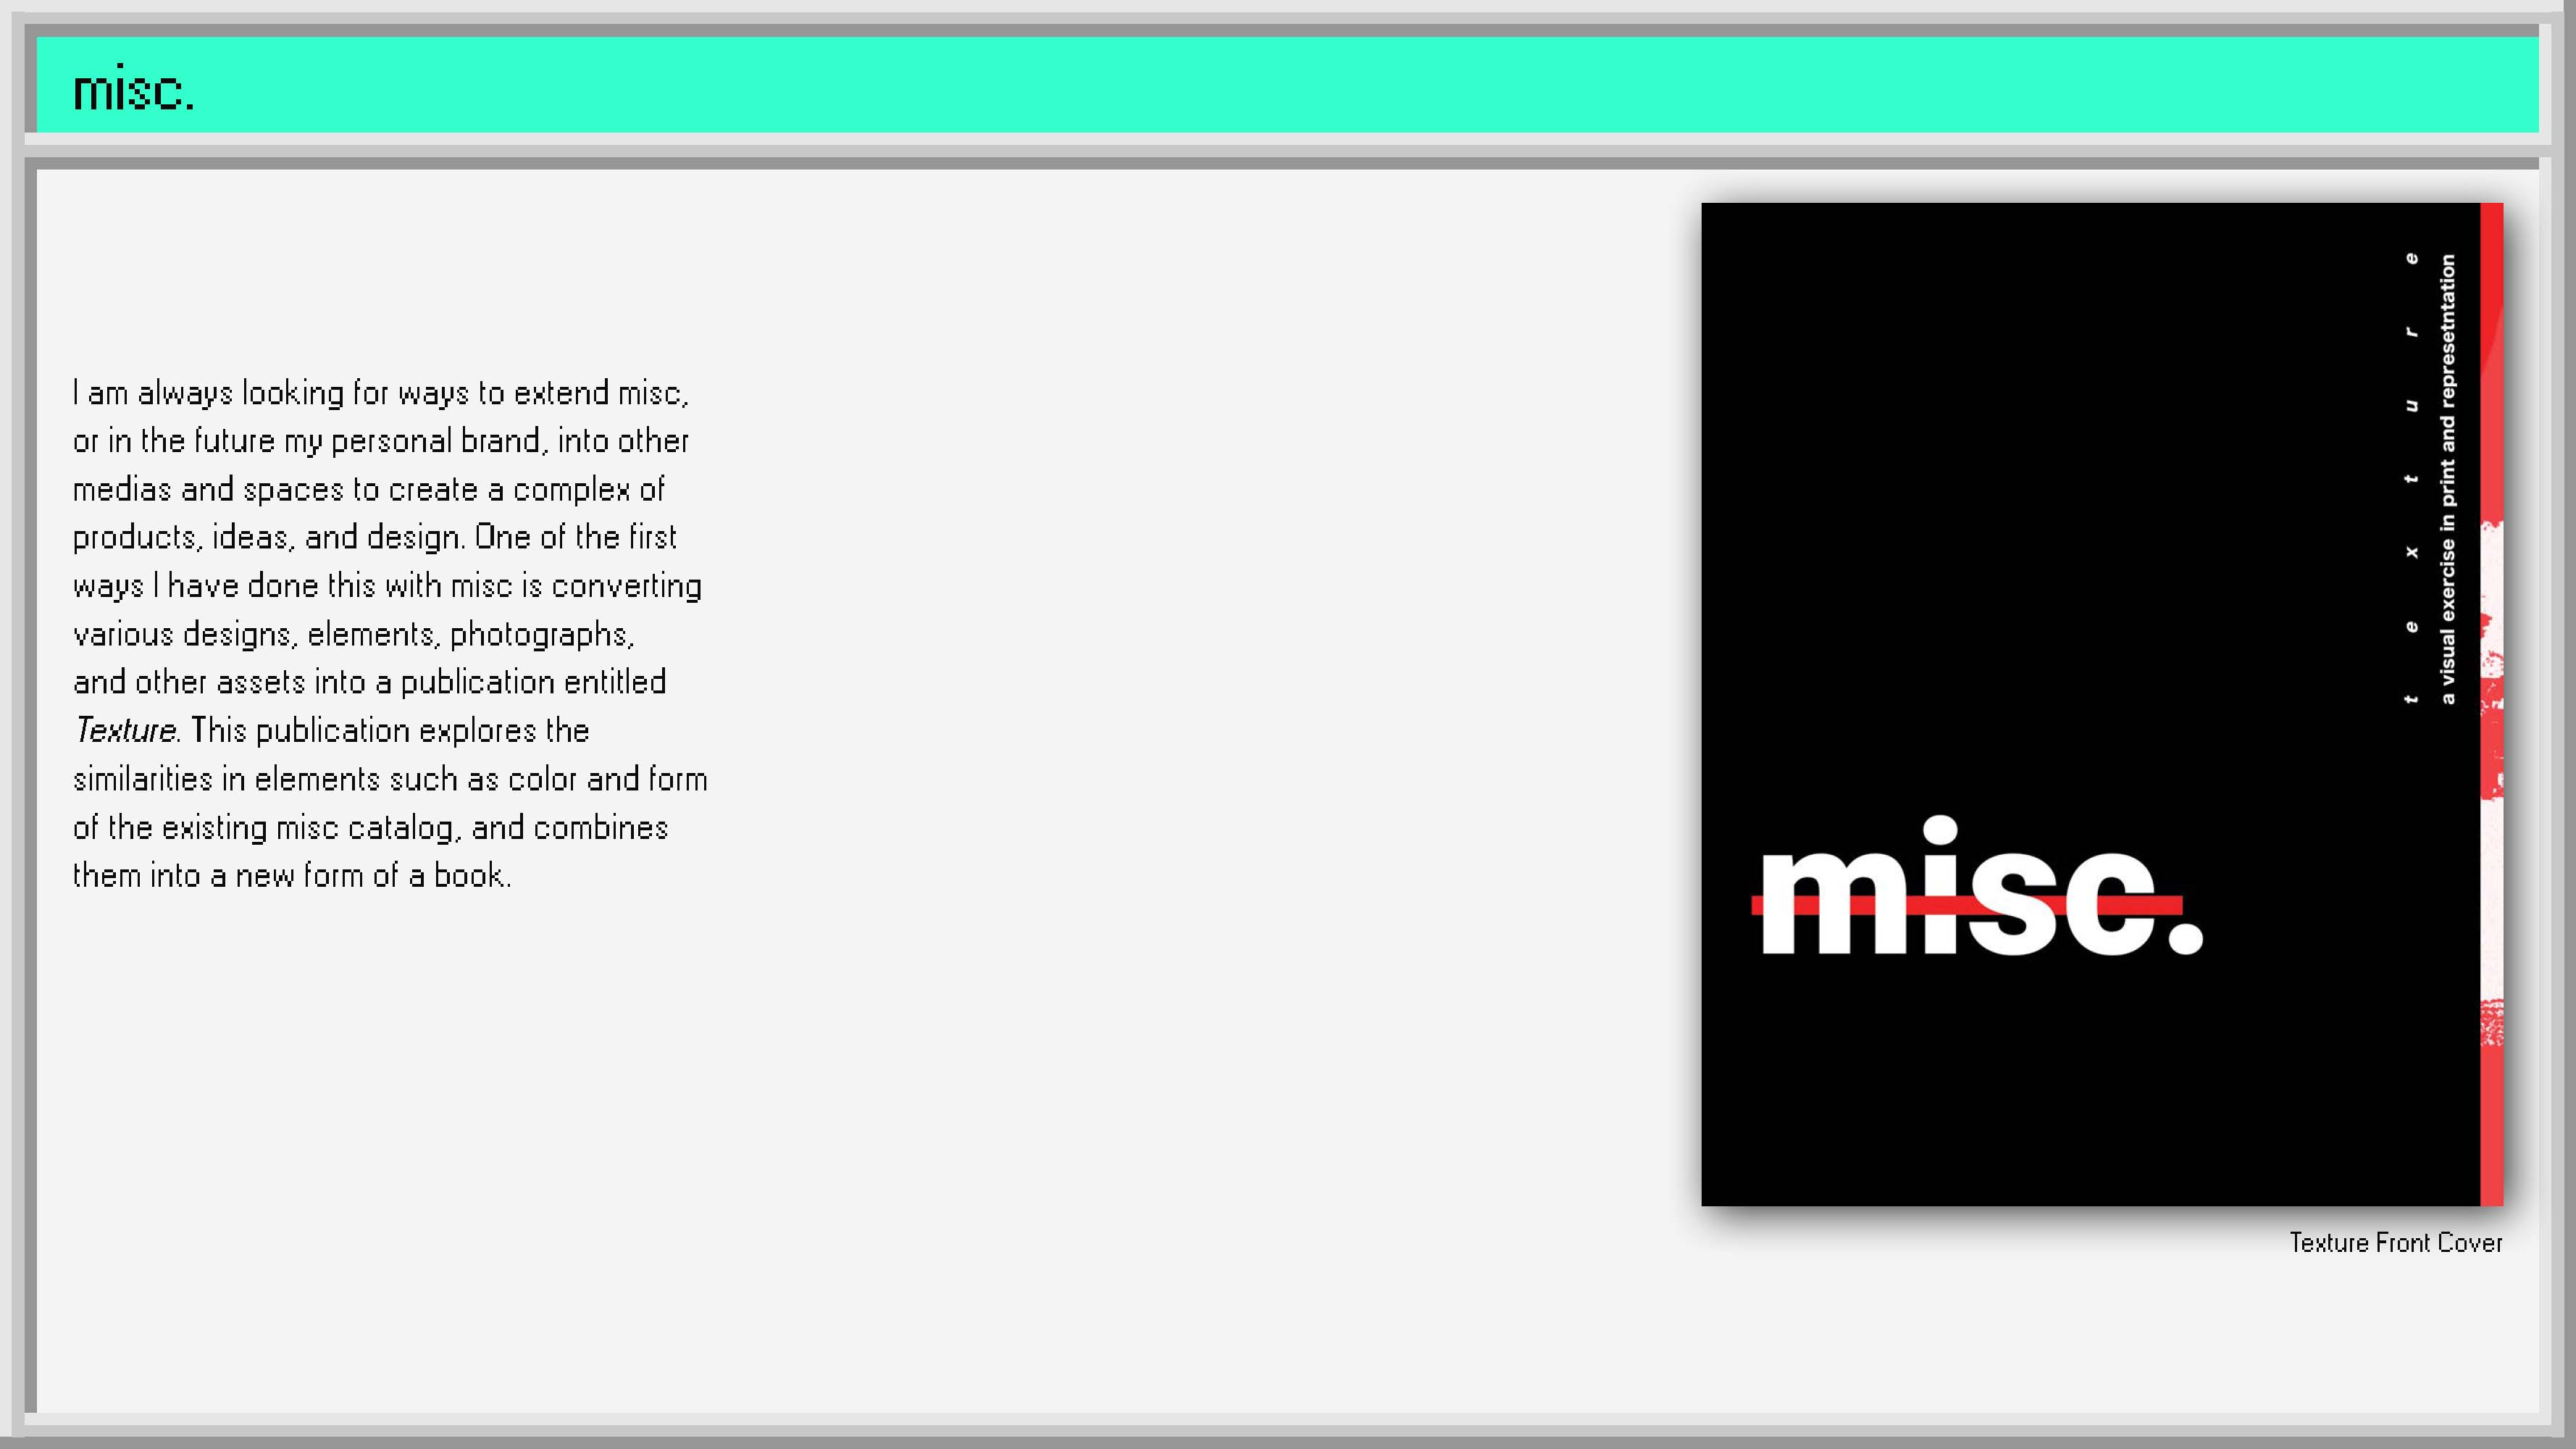 misc.
I am always looking for ways to extend misc,
or in the future my personal brand, into other
medias and spaces to create a complex of
products, ideas, and design. One of the first
ways I have done this with misc is converting
various designs, elements, photographs,
and other assets into a publication entitled
Texture. This publication explores the
similarities in elements such as color and form
of the existing misc catalog, and combines
them into a new form of a book.
t e x t u r e
a visual exercise in print and represetntation
misc.
Texture Front Cover